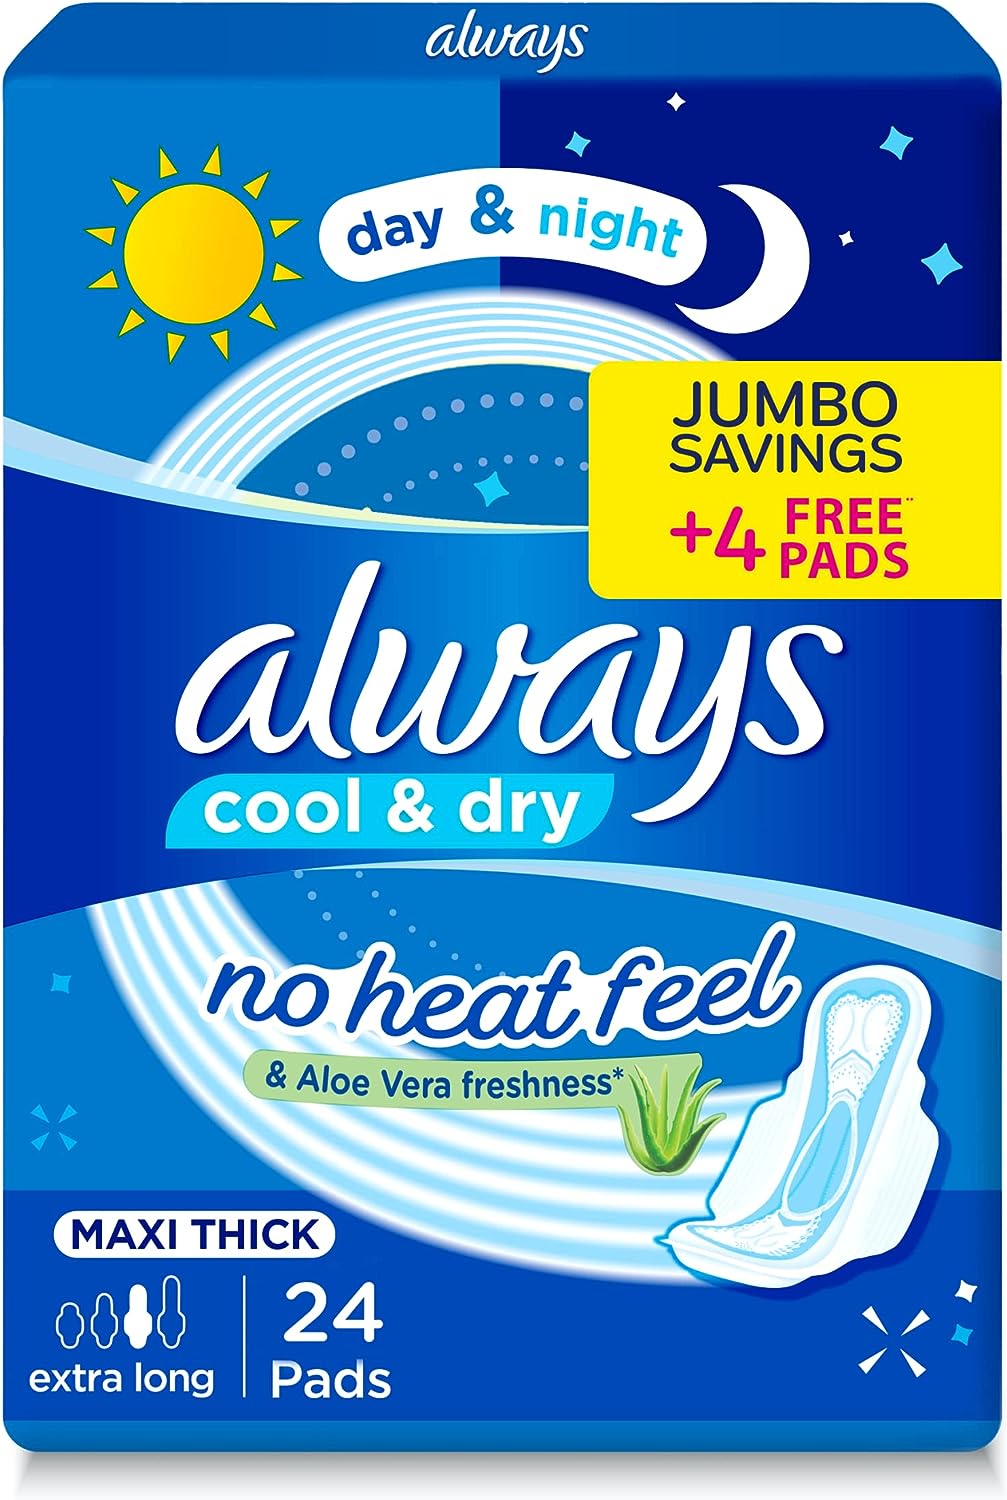 always
day & night
JUMBO
SAVINGS
+4 FREE¨
PADS
always
cool & dry
no heat feel
& Aloe Vera freshness*
MAXI THICK
24
extra long
Pads